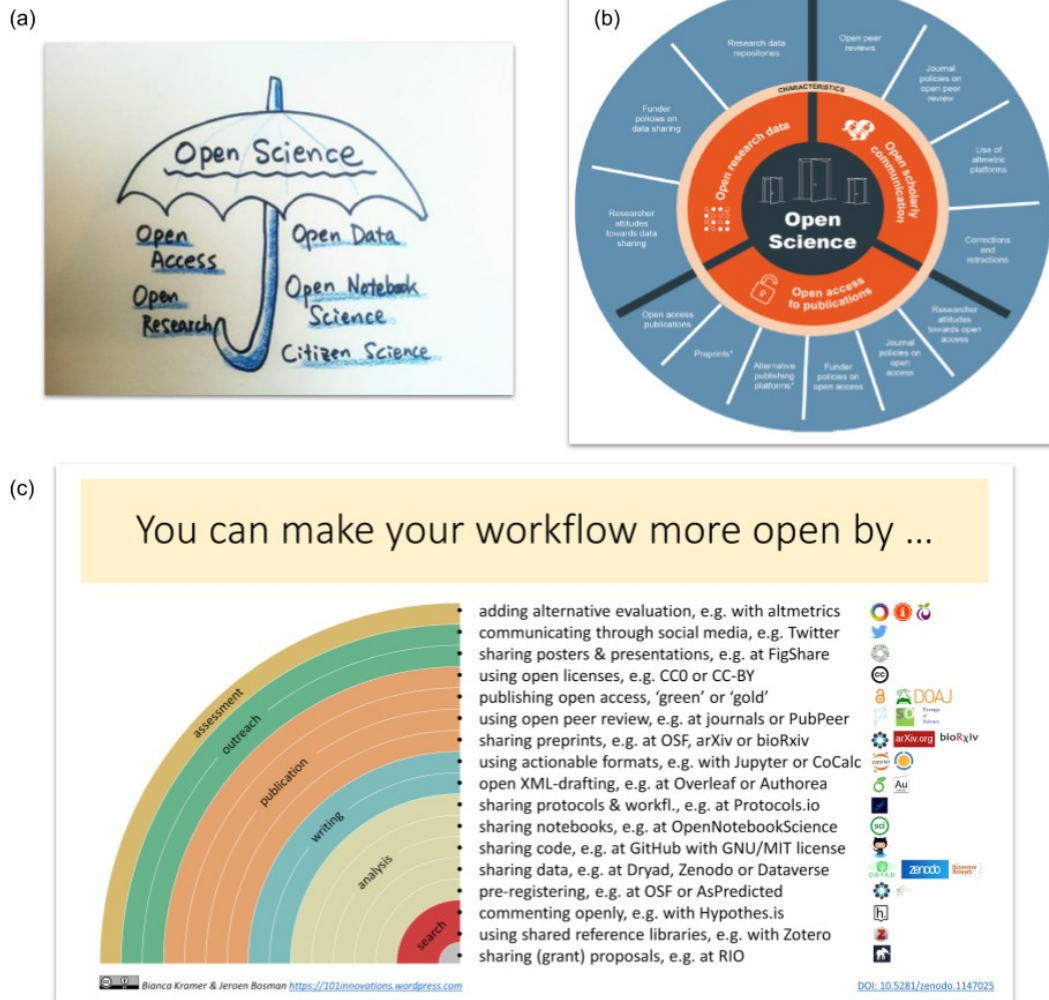 (a)
Open Science
Open
Access
Open
Research
Open Data
Open Notebook
Science
Citizen Science
(b)
Research data
repositories
Open peer
reviews
Journal
policies on
open peer
review
Use of
altmetric
platforms
Corrections
and
retractions
Researcher
attitudes
towards open
access
Journal
policies on
open
access
Funder
policies on
open access
Alternative
publishing
platforms*
Preprints*
Open access
publications
Researcher
attitudes
towards data
sharing
Funder
policies on
data sharing
CHARACTERISTICS
Open research data
Open scholarly
communication
Open access
to publications
Open
Science
(c)
You can make your workflow more open by ...
assessment
outreach
publication
writing
analysis
search
• adding alternative evaluation, e.g. with altmetrics
• communicating through social media, e.g. Twitter
• sharing posters & presentations, e.g. at FigShare
• using open licenses, e.g. CC0 or CC-BY
• publishing open access, ‘green’ or ‘gold’
• using open peer review, e.g. at journals or PubPeer
• sharing preprints, e.g. at OSF, arXiv or bioRxiv
• using actionable formats, e.g. with Jupyter or CoCalc
• open XML-drafting, e.g. at Overleaf or Authorea
• sharing protocols & workfl., e.g. at Protocols.io
• sharing notebooks, e.g. at OpenNotebookScience
• sharing code, e.g. at GitHub with GNU/MIT license
• sharing data, e.g. at Dryad, Zenodo or Dataverse
• pre-registering, e.g. at OSF or AsPredicted
• commenting openly, e.g. with Hypothes.is
• using shared reference libraries, e.g. with Zotero
• sharing (grant) proposals, e.g. at RIO
cc
DOAJ
arXiv.org bioRχiv
jupyter
Au
sci
DRYAD zenodo
h.
Z
Bianca Kramer & Jeroen Bosman https://101innovations.wordpress.com
DOI: 10.5281/zenodo.1147025